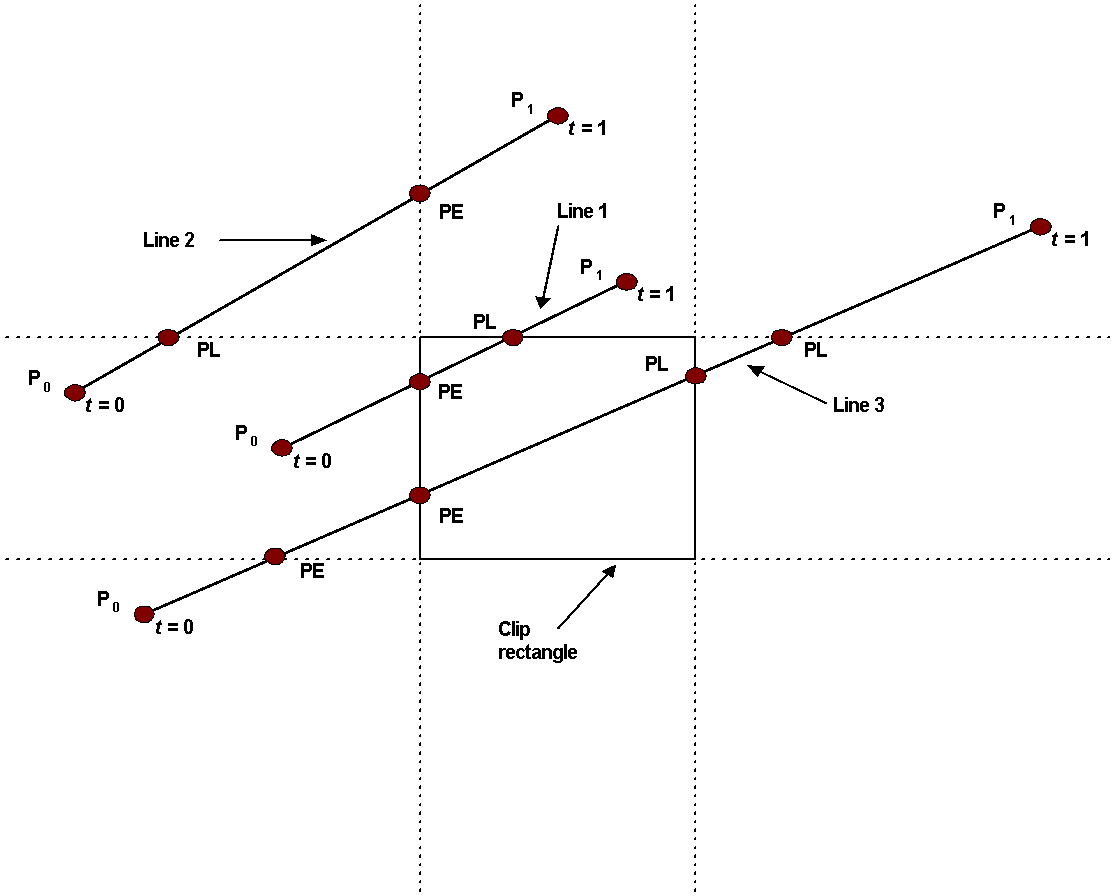 P1
t = 1
PE
Line 1
P1
t = 1
Line 2
P1
t = 1
PL
PL
PL
PL
P0
t = 0
PE
Line 3
P0
t = 0
PE
PE
P0
t = 0
Clip
rectangle